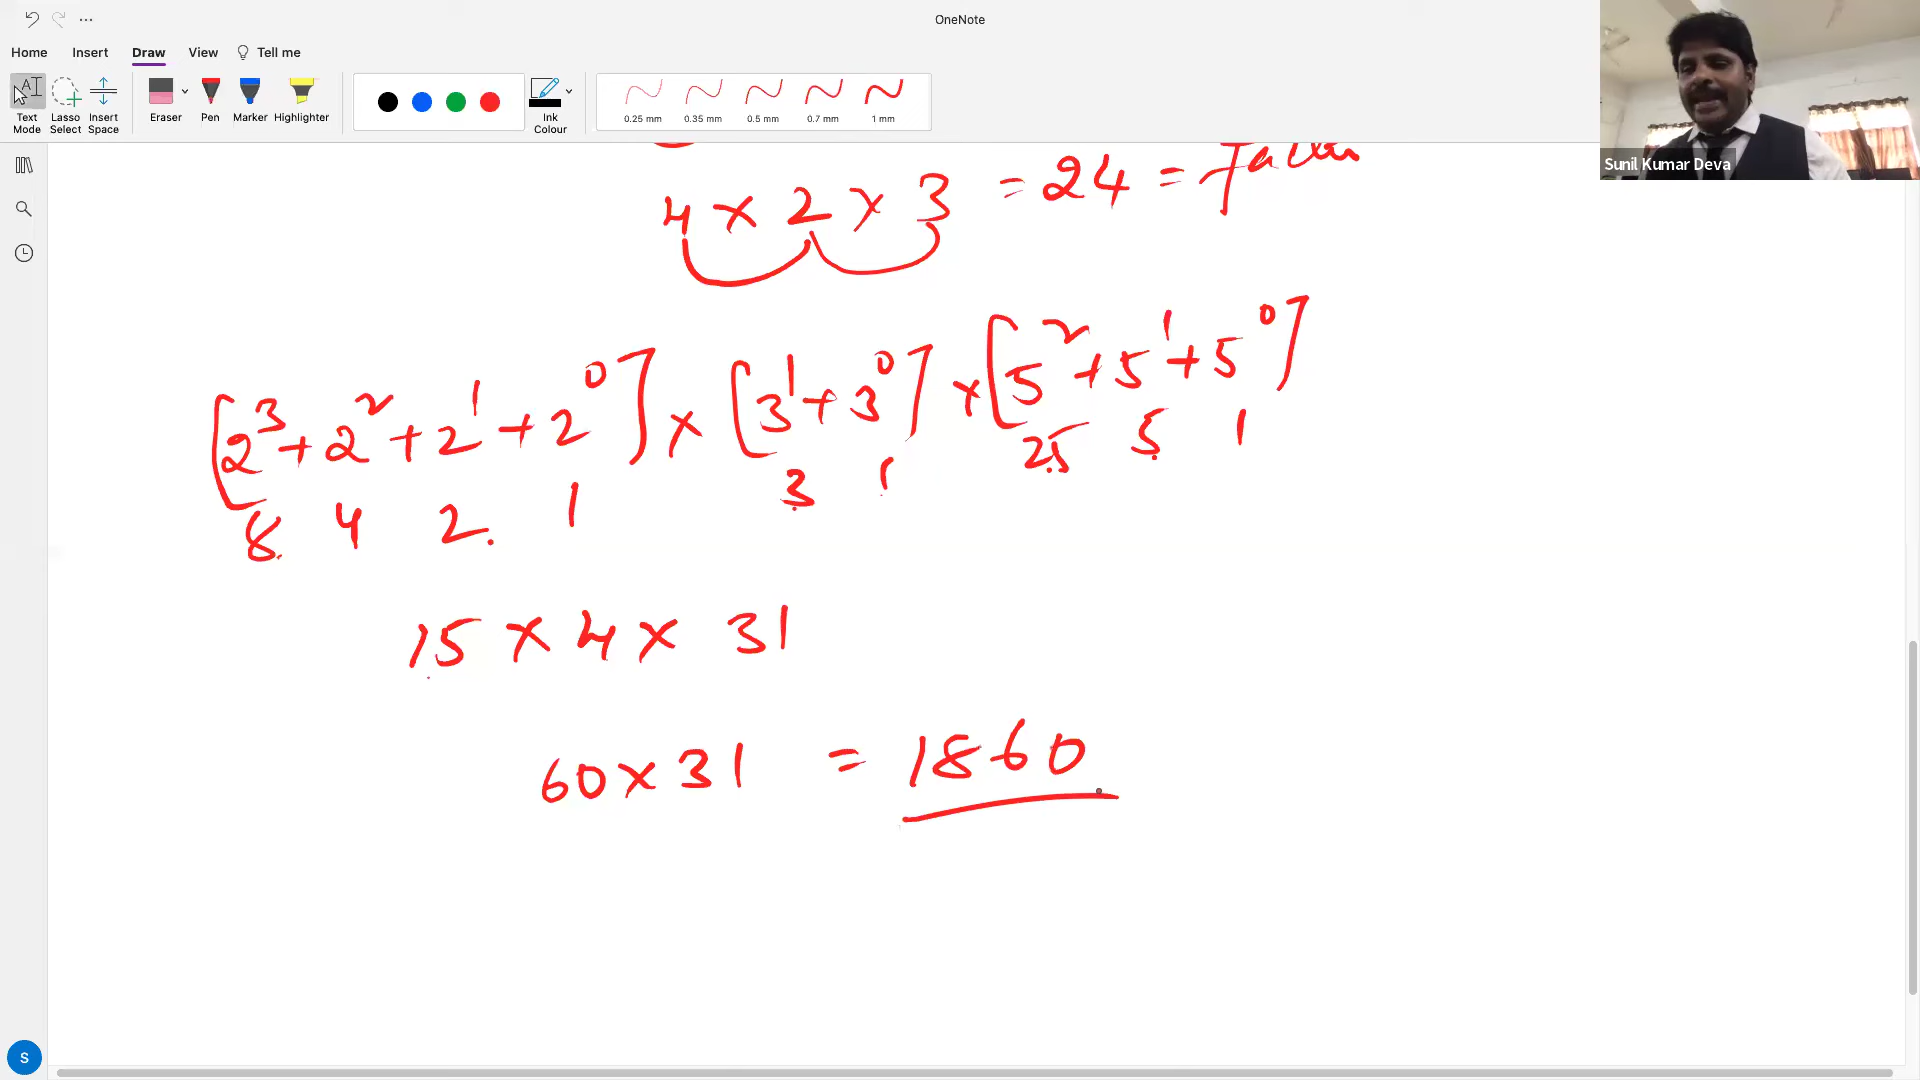 OneNote
Home Insert Draw View Tell me
Text Mode Lasso Select Insert Space Eraser Pen Marker Highlighter Ink Colour 0.25 mm 0.35 mm 0.5 mm 0.7 mm 1 mm
Sunil Kumar Deva
4 × 2 × 3 = 24 =
[2³ + 2² + 2¹ + 2⁰] × [3¹ + 3⁰] × [5² + 5¹ + 5⁰]
8 4 2 1 3 1 25 5 1
15 × 4 × 31
60 × 31 = 1860
S